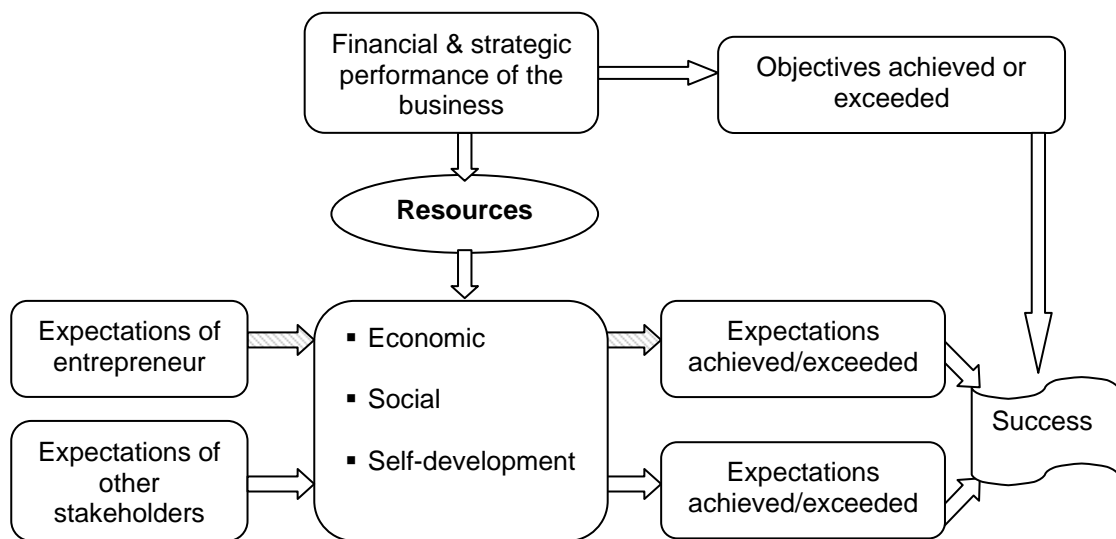 Financial & strategic
performance of the
business
Objectives achieved or
exceeded
Resources
Expectations of
entrepreneur
▪ Economic
▪ Social
▪ Self-development
Expectations
achieved/exceeded
Success
Expectations of
other
stakeholders
Expectations
achieved/exceeded